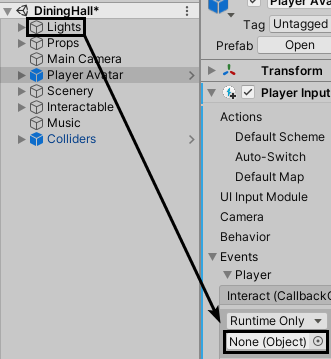 DiningHall*
Lights
Props
Main Camera
Player Avatar
Scenery
Interactable
Music
Colliders
Player Ava
Tag Untagged
Prefab Open
Transform
Player Input
Actions
Default Scheme
Auto-Switch
Default Map
UI Input Module
Camera
Behavior
Events
Player
Interact (Callback
Runtime Only
None (Object)